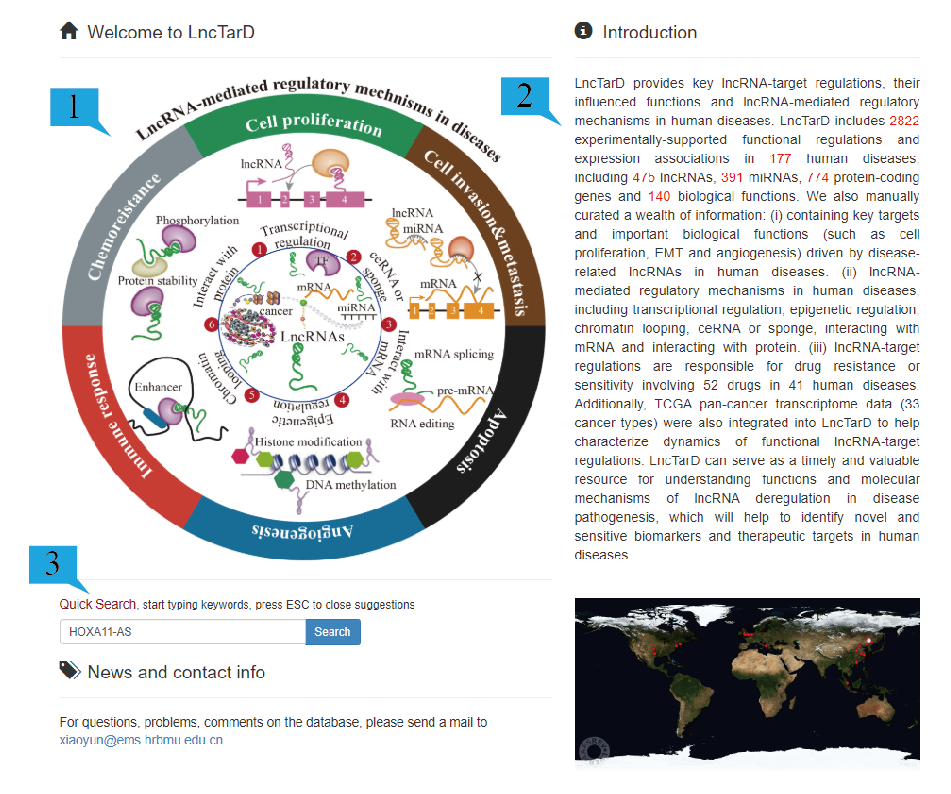 Welcome to LncTarD
1
LncRNA-mediated regulatory mechnisms in diseases
Cell proliferation
Cell invasion&metastasis
Apoptosis
Angiogenesis
Immune response
Chemoreistance
lncRNA
1 2 3 4
lncRNA
miRNA
mRNA
1 2 3 4
mRNA splicing
pre-mRNA
RNA editing
Histone modification
DNA methylation
Enhancer
Phosphorylation
Protein stability
1
Transcriptional
regulation
2
ceRNA or
sponge
3
Interact with
mRNA
4
Epigenetic
regulation
5
Chromatin
looping
6
Interact with
protein
TF
mRNA
miRNA
cancer
LncRNAs
3
Quick Search, start typing keywords, press ESC to close suggestions
HOXA11-AS
Search
News and contact info
For questions, problems, comments on the database, please send a mail to
xiaoyun@ems.hrbmu.edu.cn
Introduction
2
LncTarD provides key lncRNA-target regulations, their
influenced functions and lncRNA-mediated regulatory
mechanisms in human diseases. LncTarD includes 2822
experimentally-supported functional regulations and
expression associations in 177 human diseases,
including 475 lncRNAs, 391 miRNAs, 774 protein-coding
genes and 140 biological functions. We also manually
curated a wealth of information: (i) containing key targets
and important biological functions (such as cell
proliferation, EMT and angiogenesis) driven by disease-
related lncRNAs in human diseases. (ii) lncRNA-
mediated regulatory mechanisms in human diseases,
including transcriptional regulation, epigenetic regulation,
chromatin looping, ceRNA or sponge, interacting with
mRNA and interacting with protein. (iii) lncRNA-target
regulations are responsible for drug resistance or
sensitivity involving 52 drugs in 41 human diseases.
Additionally, TCGA pan-cancer transcriptome data (33
cancer types) were also integrated into LncTarD to help
characterize dynamics of functional lncRNA-target
regulations. LncTarD can serve as a timely and valuable
resource for understanding functions and molecular
mechanisms of lncRNA deregulation in disease
pathogenesis, which will help to identify novel and
sensitive biomarkers and therapeutic targets in human
diseases.